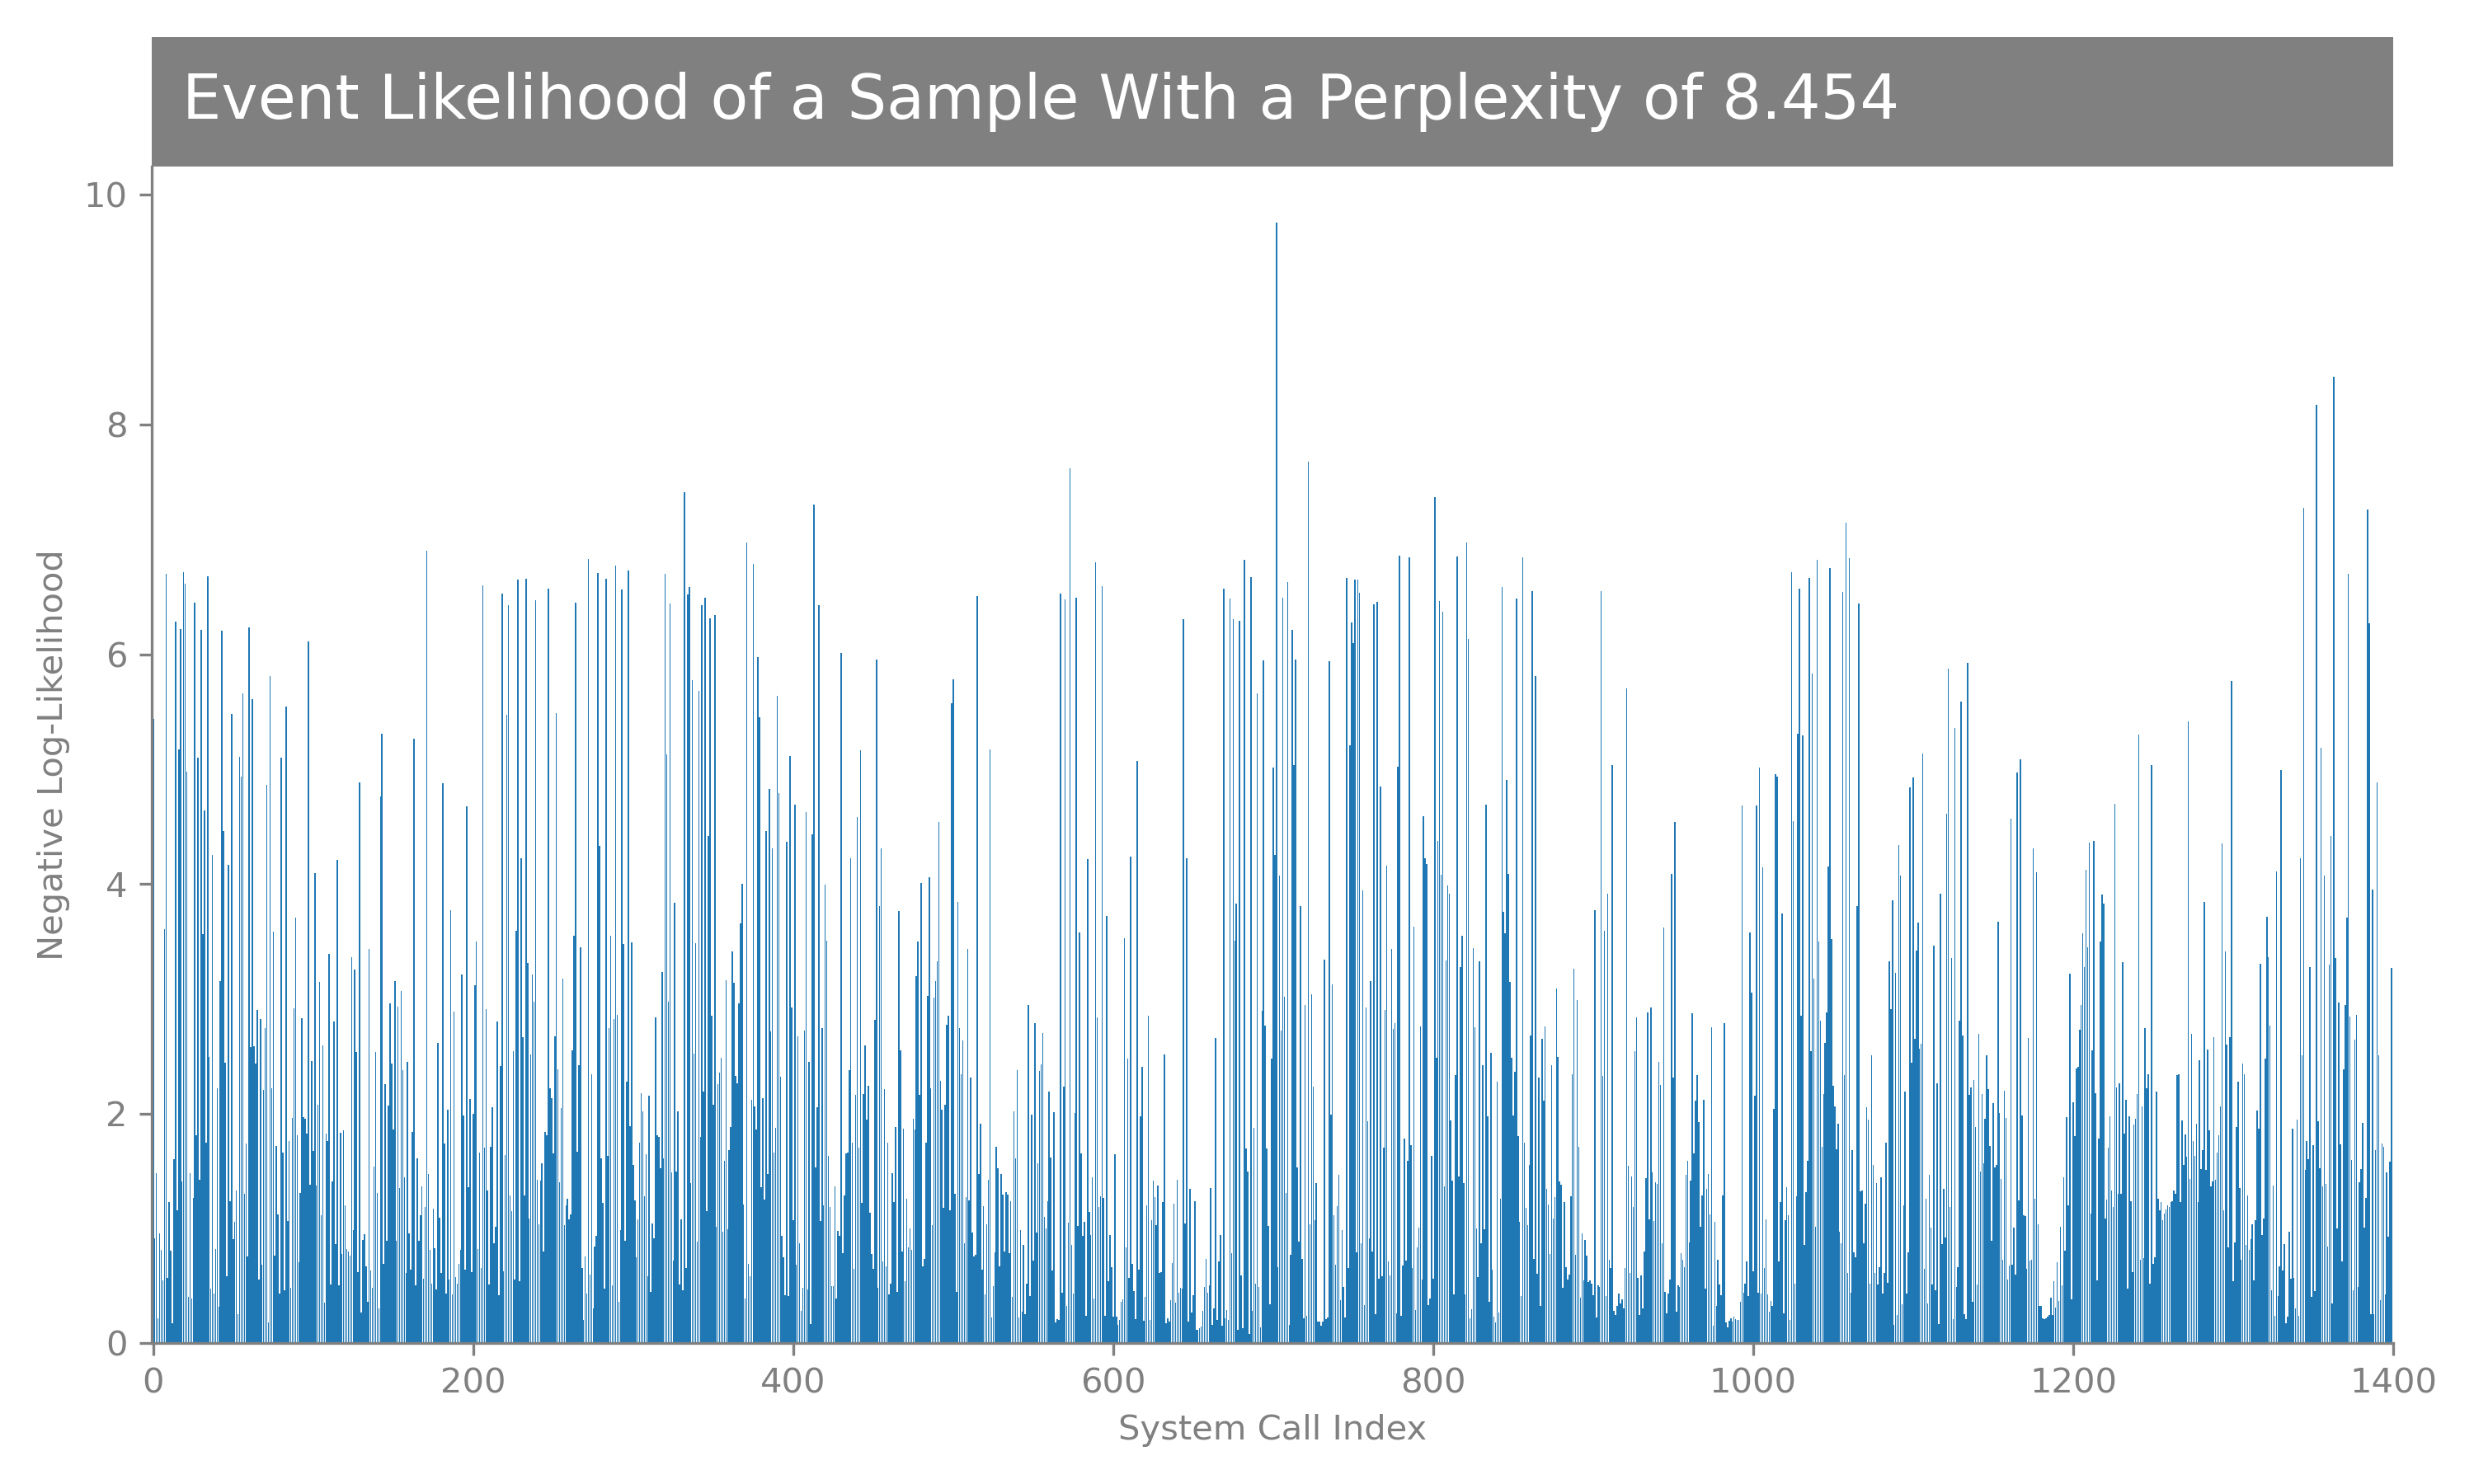 Event Likelihood of a Sample With a Perplexity of 8.454
10
8
6
4
2
0
Negative Log-Likelihood
0 200 400 600 800 1000 1200 1400
System Call Index